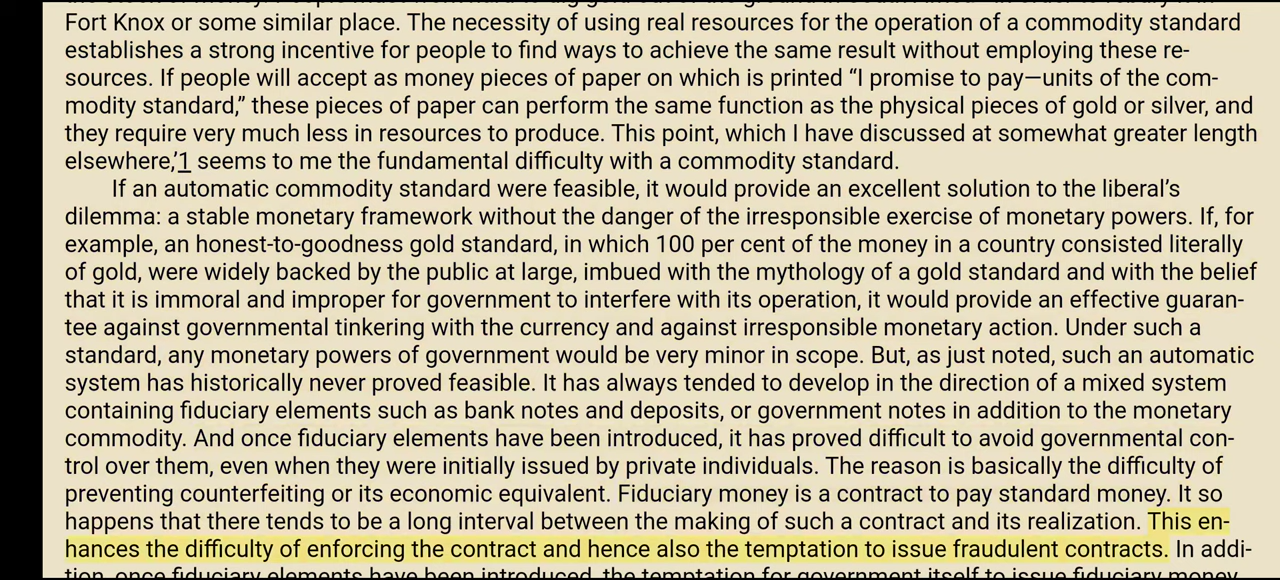 Fort Knox or some similar place. The necessity of using real resources for the operation of a commodity standard
establishes a strong incentive for people to find ways to achieve the same result without employing these re-
sources. If people will accept as money pieces of paper on which is printed “I promise to pay—units of the com-
modity standard,” these pieces of paper can perform the same function as the physical pieces of gold or silver, and
they require very much less in resources to produce. This point, which I have discussed at somewhat greater length
elsewhere,’1 seems to me the fundamental difficulty with a commodity standard.
If an automatic commodity standard were feasible, it would provide an excellent solution to the liberal’s
dilemma: a stable monetary framework without the danger of the irresponsible exercise of monetary powers. If, for
example, an honest-to-goodness gold standard, in which 100 per cent of the money in a country consisted literally
of gold, were widely backed by the public at large, imbued with the mythology of a gold standard and with the belief
that it is immoral and improper for government to interfere with its operation, it would provide an effective guaran-
tee against governmental tinkering with the currency and against irresponsible monetary action. Under such a
standard, any monetary powers of government would be very minor in scope. But, as just noted, such an automatic
system has historically never proved feasible. It has always tended to develop in the direction of a mixed system
containing fiduciary elements such as bank notes and deposits, or government notes in addition to the monetary
commodity. And once fiduciary elements have been introduced, it has proved difficult to avoid governmental con-
trol over them, even when they were initially issued by private individuals. The reason is basically the difficulty of
preventing counterfeiting or its economic equivalent. Fiduciary money is a contract to pay standard money. It so
happens that there tends to be a long interval between the making of such a contract and its realization. This en-
hances the difficulty of enforcing the contract and hence also the temptation to issue fraudulent contracts. In addi-
tion, once fiduciary elements have been introduced, the temptation for government itself to issue fiduciary money